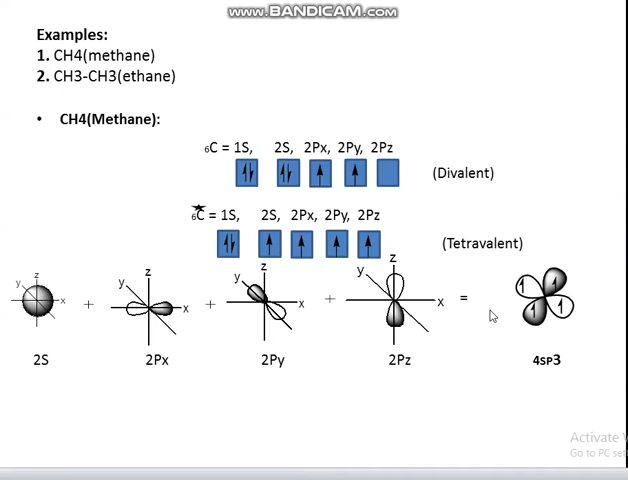 www.BANDICAM.com
Examples:
1. CH4(methane)
2. CH3-CH3(ethane)
• CH4(Methane):
6C = 1S, 2S, 2Px, 2Py, 2Pz
(Divalent)
6C = 1S, 2S, 2Px, 2Py, 2Pz
(Tetravalent)
z y x + z y x + z y x + z y x =
2S 2Px 2Py 2Pz 4SP3
Activate
Go to PC set